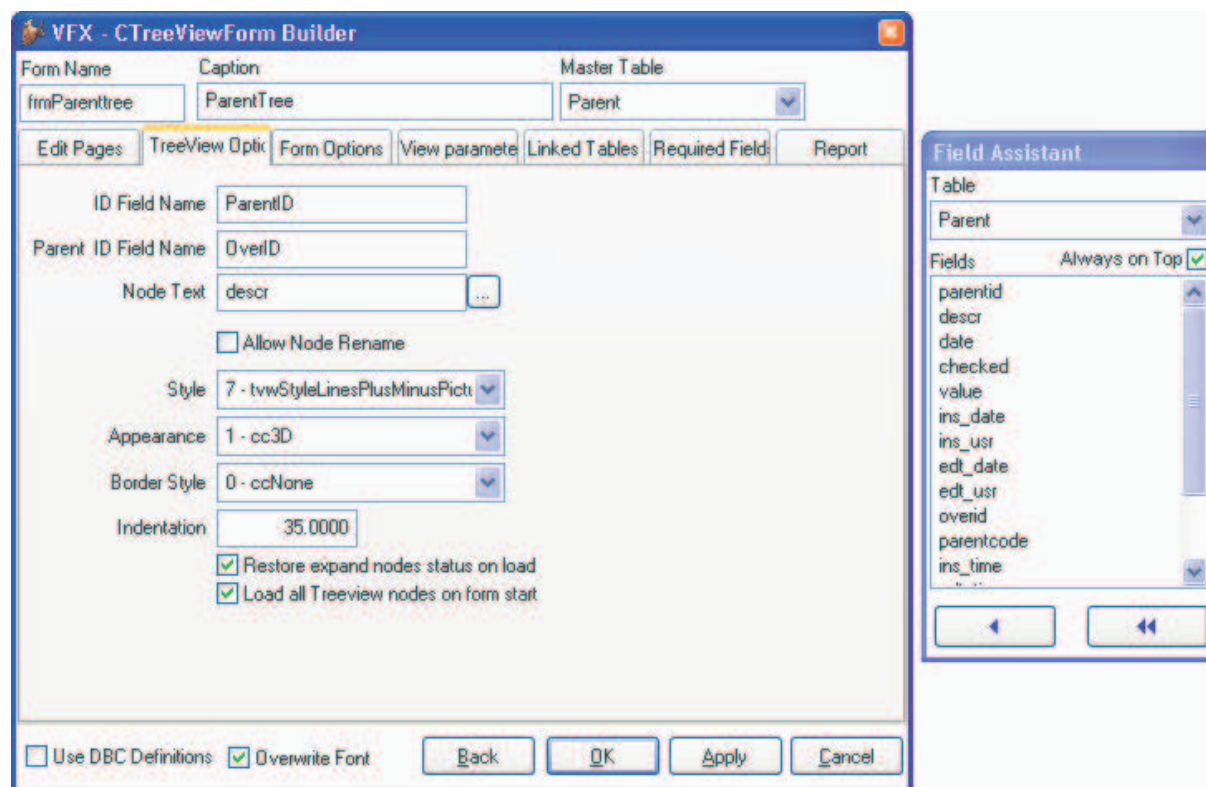 VFX - CTreeViewForm Builder
Form Name Caption Master Table
frmParenttree ParentTree Parent
Edit Pages TreeView Optic Form Options View paramete Linked Tables Required Field Report
ID Field Name ParentID
Parent ID Field Name OverID
Node Text descr ...
Allow Node Rename
Style 7 - tvwStyleLinesPlusMinusPictu
Appearance 1 - cc3D
Border Style 0 - ccNone
Indentation 35.0000
Restore expand nodes status on load
Load all Treeview nodes on form start
Use DBC Definitions Overwrite Font Back OK Apply Cancel
Field Assistant
Table
Parent
Fields Always on Top
parentid
descr
date
checked
value
ins_date
ins_usr
edt_date
edt_usr
overid
parentcode
ins_time